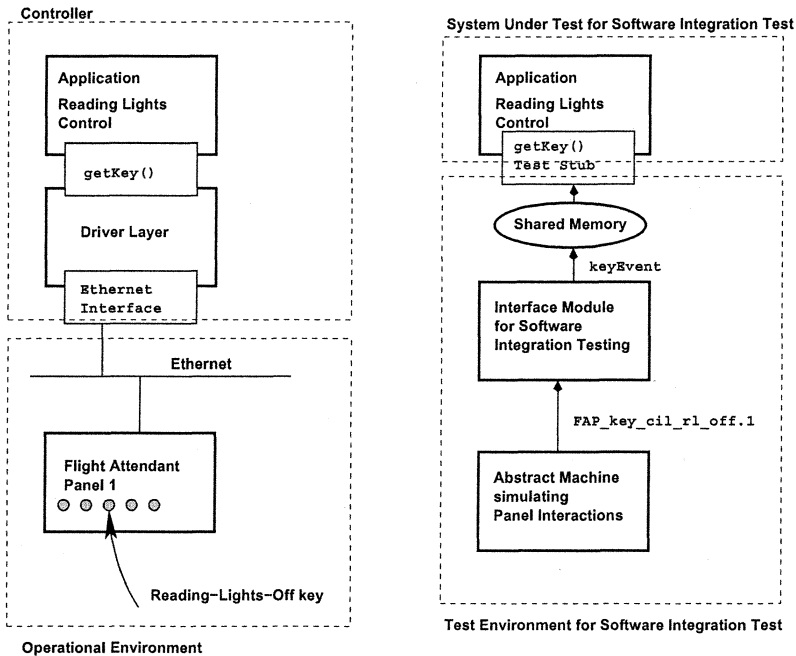 Controller
Application
Reading Lights
Control
getKey()
Driver Layer
Ethernet
Interface
Ethernet
Flight Attendant
Panel 1
Reading-Lights-Off key
Operational Environment
System Under Test for Software Integration Test
Application
Reading Lights
Control
getKey()
Test Stub
Shared Memory
keyEvent
Interface Module
for Software
Integration Testing
FAP_key_cil_rl_off.1
Abstract Machine
simulating
Panel Interactions
Test Environment for Software Integration Test